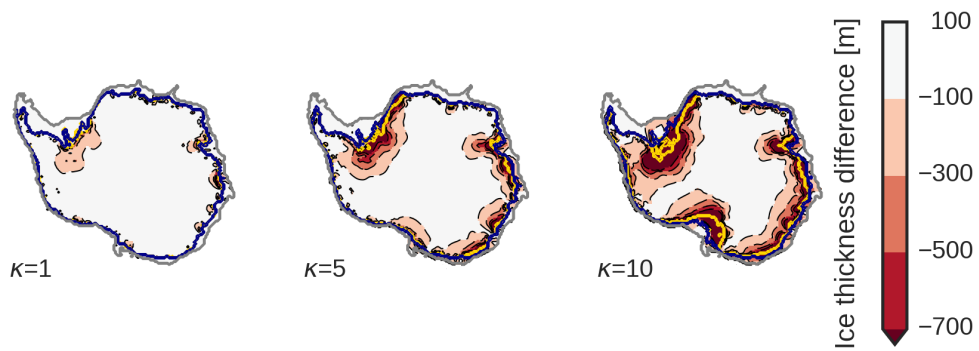 κ=1
κ=5
κ=10
Ice thickness difference [m]
100
−100
−300
−500
−700